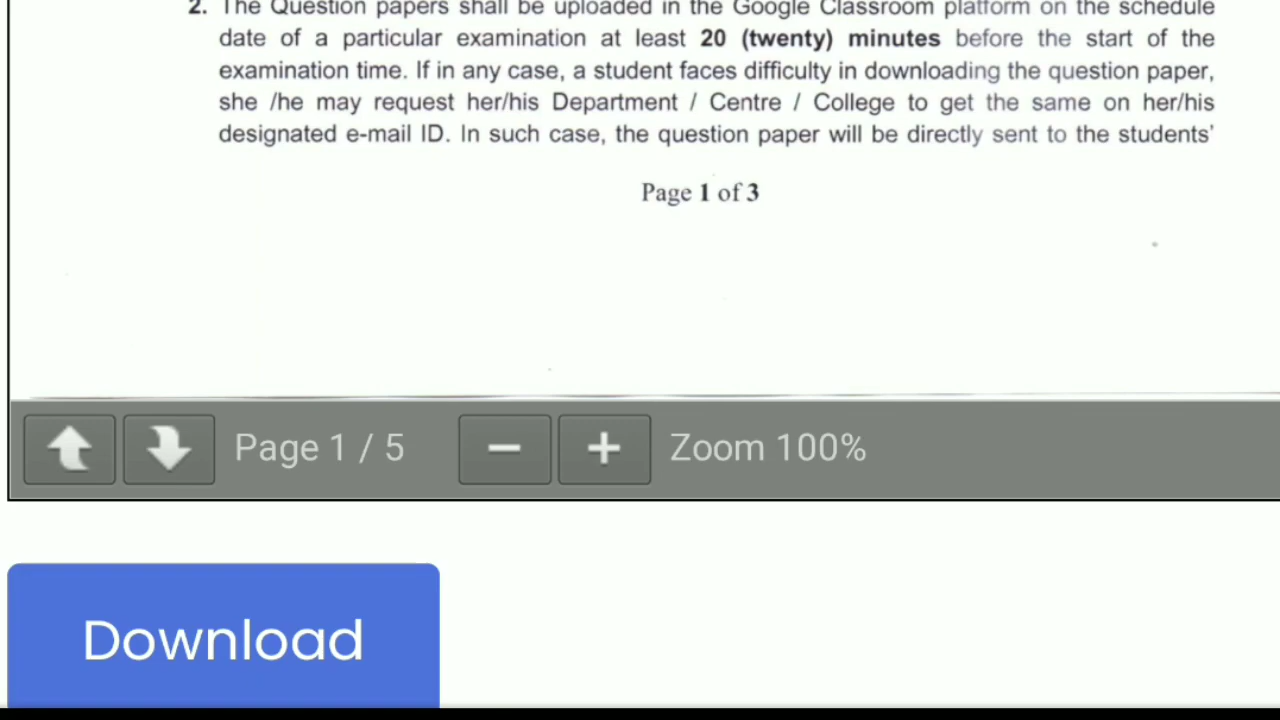 2. The Question papers shall be uploaded in the Google Classroom platform on the schedule
date of a particular examination at least 20 (twenty) minutes before the start of the
examination time. If in any case, a student faces difficulty in downloading the question paper,
she /he may request her/his Department / Centre / College to get the same on her/his
designated e-mail ID. In such case, the question paper will be directly sent to the students'
Page 1 of 3
Page 1 / 5 Zoom 100%
Download